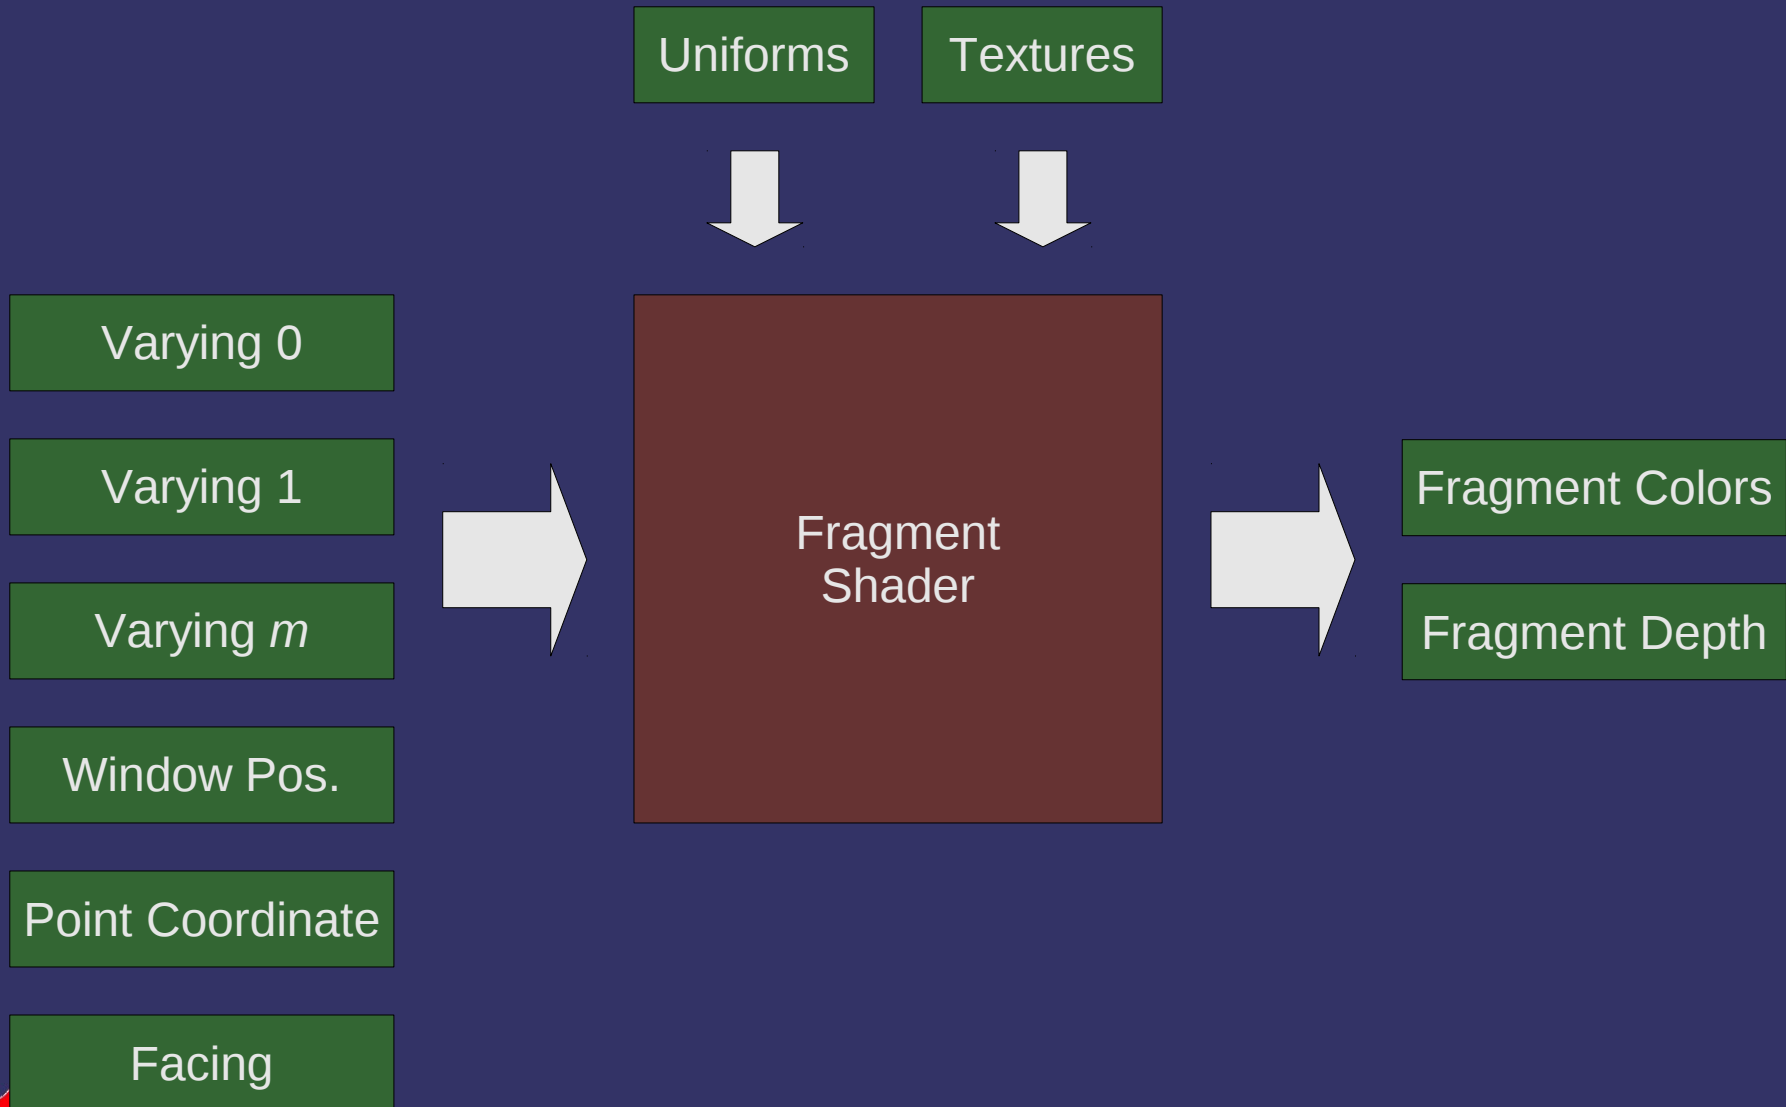 Uniforms
Textures
Varying 0
Varying 1
Varying m
Window Pos.
Point Coordinate
Facing
Fragment
Shader
Fragment Colors
Fragment Depth